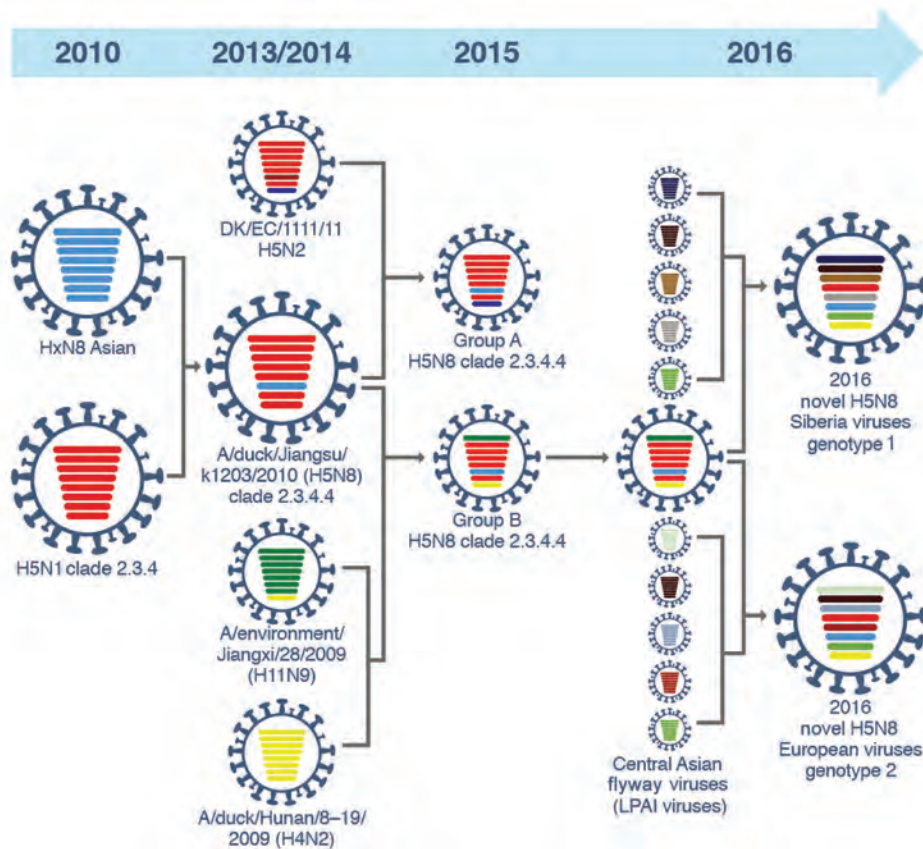 2010
2013/2014
2015
2016
DK/EC/1111/11
H5N2
HxN8 Asian
Group A
H5N8 clade 2.3.4.4
2016
novel H5N8
Siberia viruses
genotype 1
A/duck/Jiangsu/
k1203/2010 (H5N8)
clade 2.3.4.4
H5N1 clade 2.3.4
Group B
H5N8 clade 2.3.4.4
A/environment/
Jiangxi/28/2009
(H11N9)
A/duck/Hunan/8–19/
2009 (H4N2)
Central Asian
flyway viruses
(LPAI viruses)
2016
novel H5N8
European viruses
genotype 2